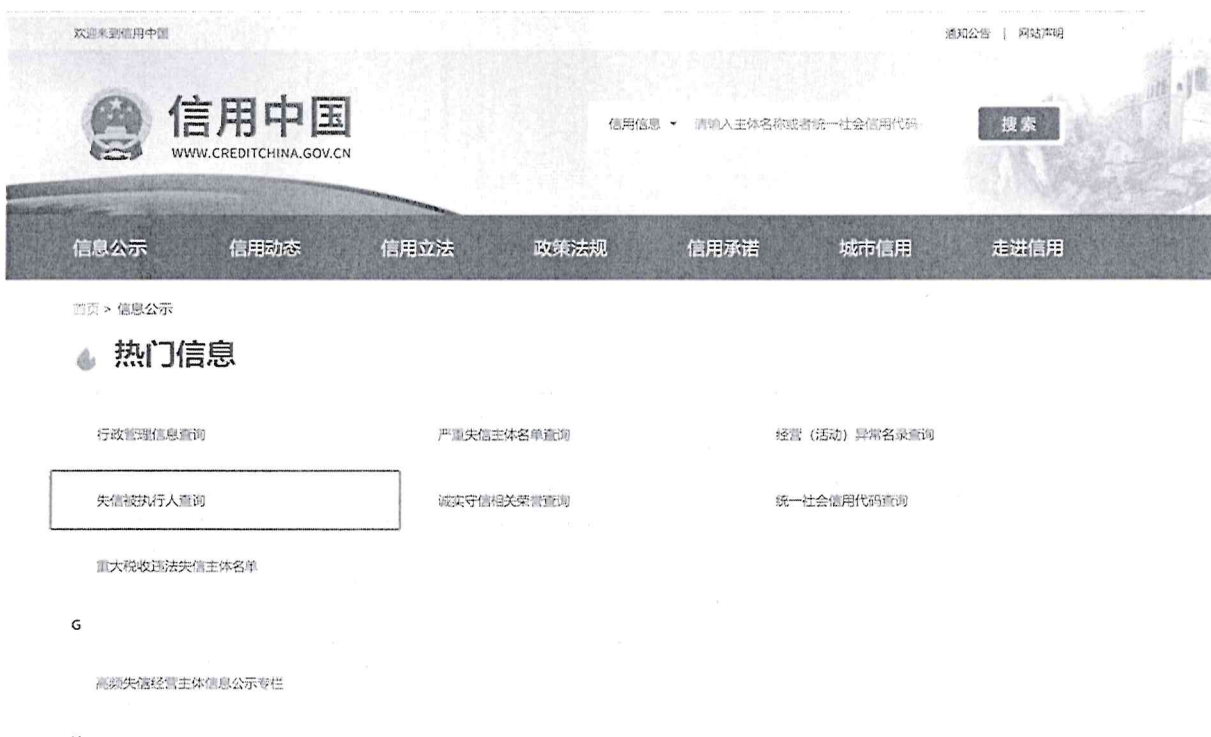 欢迎来到信用中国
通知公告 | 网站声明
信用中国
WWW.CREDITCHINA.GOV.CN
信用信息
请输入主体名称或者统一社会信用代码
搜索
信息公示 信用动态 信用立法 政策法规 信用承诺 城市信用 走进信用
首页 > 信息公示
热门信息
行政管理信息查询 严重失信主体名单查询 经营（活动）异常名录查询
失信被执行人查询 诚实守信相关荣誉查询 统一社会信用代码查询
重大税收违法失信主体名单
G
高频失信经营主体信息公示专栏